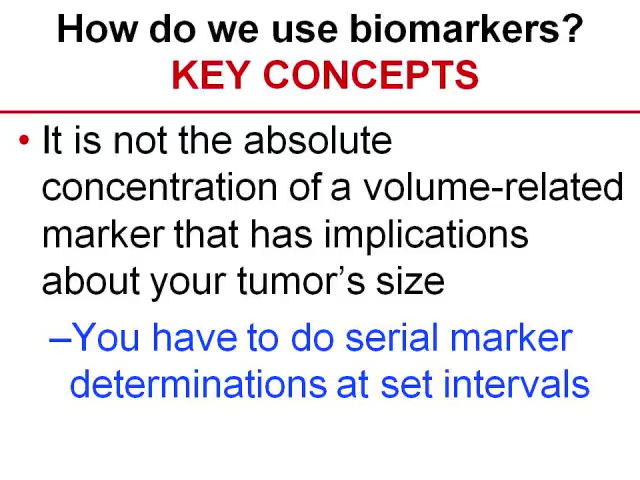 How do we use biomarkers?
KEY CONCEPTS
• It is not the absolute
concentration of a volume-related
marker that has implications
about your tumor’s size
–You have to do serial marker
determinations at set intervals